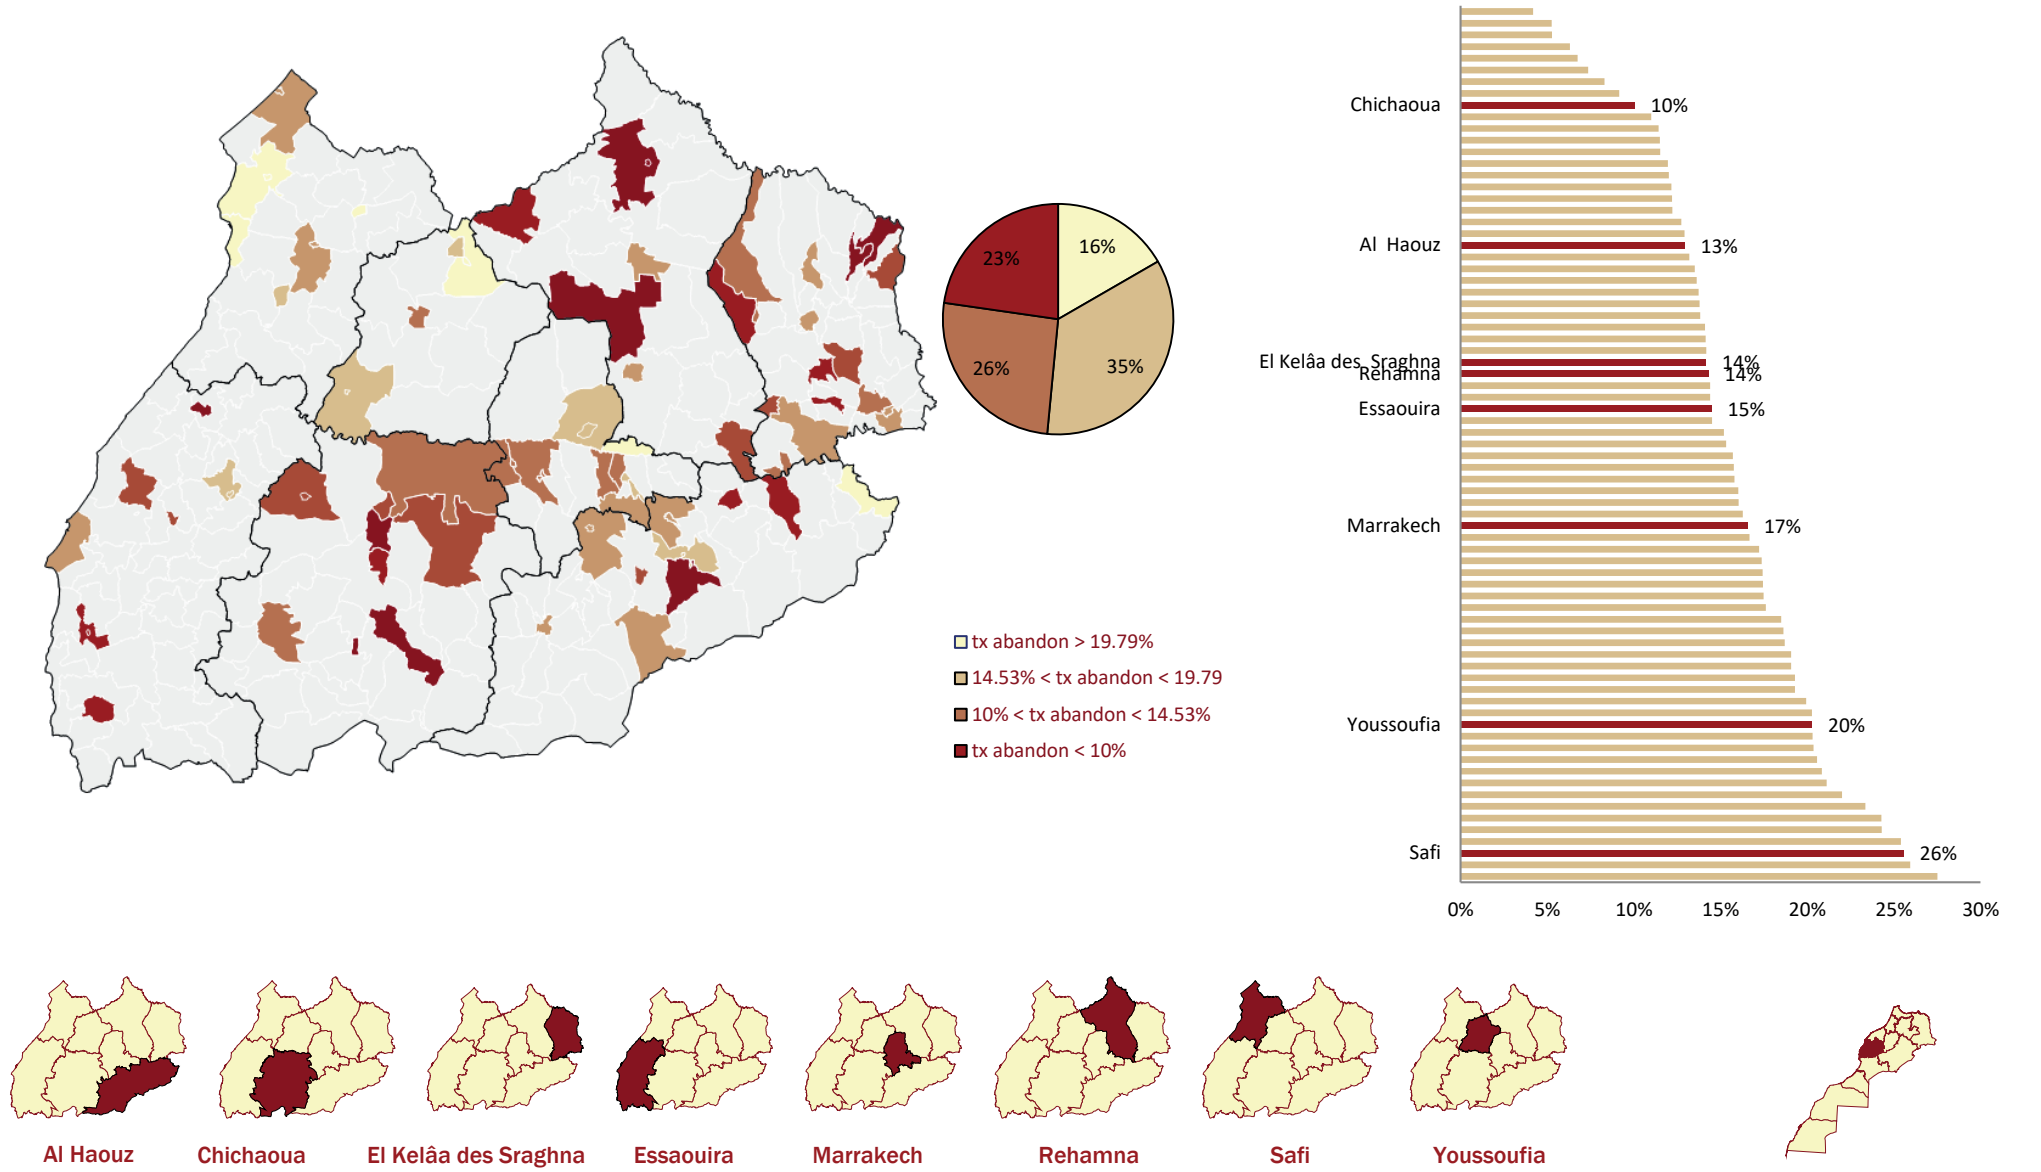 16%
35%
26%
23%
tx abandon > 19.79%
14.53% < tx abandon < 19.79
10% < tx abandon < 14.53%
tx abandon < 10%
Chichaoua 10%
Al Haouz 13%
El Kelâa des Sraghna 14%
Rehamna 14%
Essaouira 15%
Marrakech 17%
Youssoufia 20%
Safi 26%
0% 5% 10% 15% 20% 25% 30%
Al Haouz Chichaoua El Kelâa des Sraghna Essaouira Marrakech Rehamna Safi Youssoufia